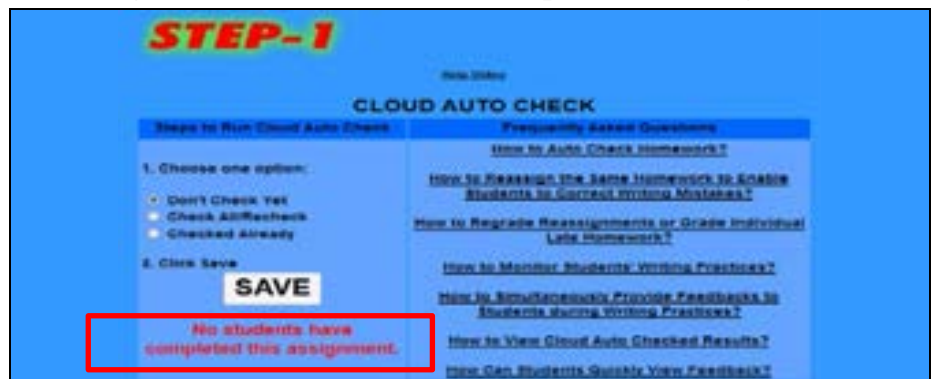 STEP-1
Help Video
CLOUD AUTO CHECK
Steps to Run Cloud Auto Check
1. Choose one option:
Don't Check Yet
Check All/Recheck
Checked Already
2. Click Save
SAVE
No students have
completed this assignment.
Frequently Asked Questions
How to Auto Check Homework?
How to Reassign the Same Homework to Enable
Students to Correct Writing Mistakes?
How to Regrade Reassignments or Grade Individual
Late Homework?
How to Monitor Students' Writing Practices?
How to Simultaneously Provide Feedbacks to
Students during Writing Practices?
How to View Cloud Auto Checked Results?
How Can Students Quickly View Feedback?